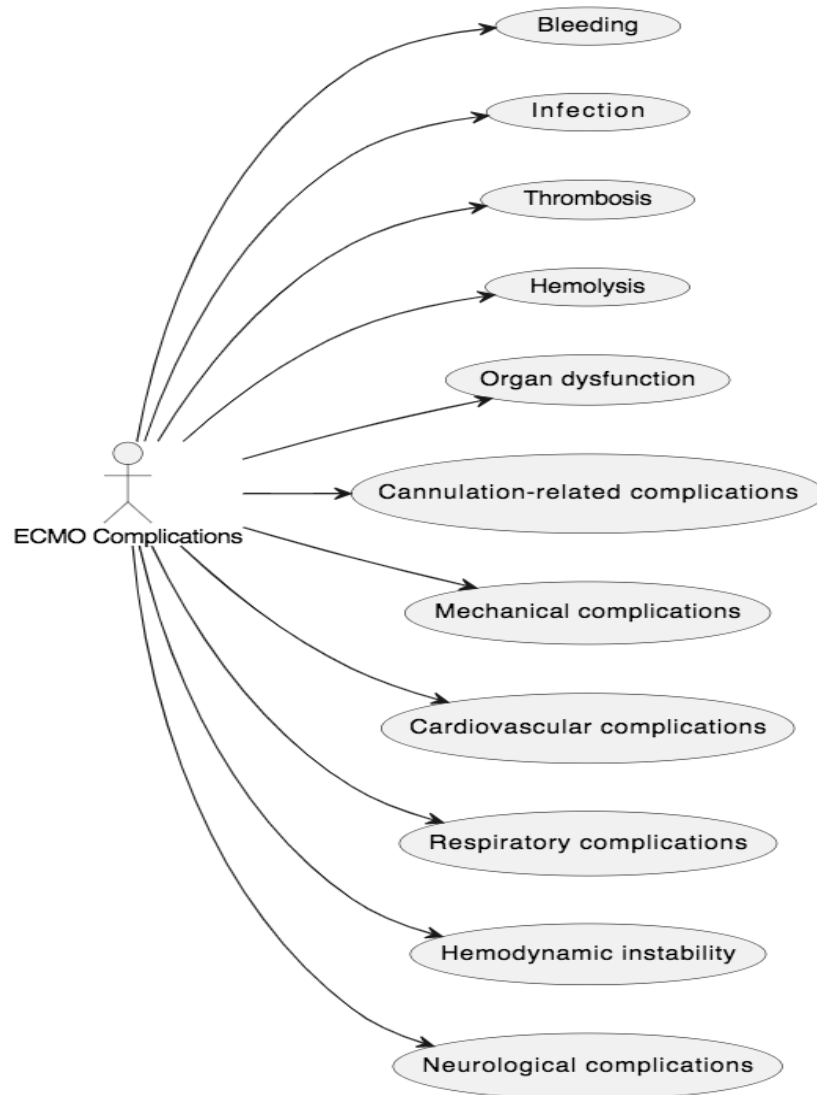 Bleeding
Infection
Thrombosis
Hemolysis
Organ dysfunction
Cannulation-related complications
ECMO Complications
Mechanical complications
Cardiovascular complications
Respiratory complications
Hemodynamic instability
Neurological complications